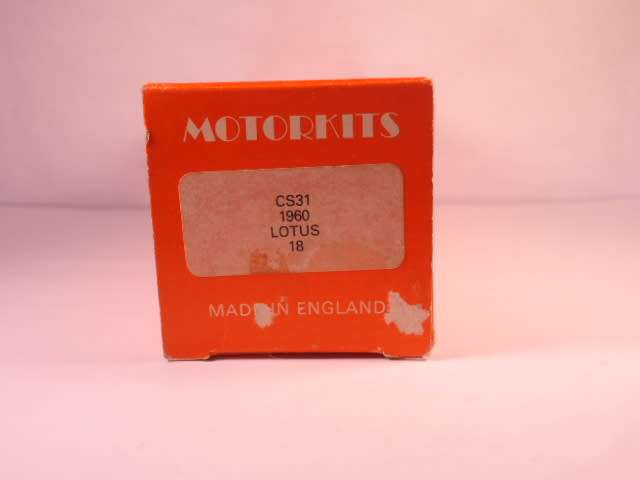 MOTORKITS
CS31
1960
LOTUS
18
MADE IN ENGLAND